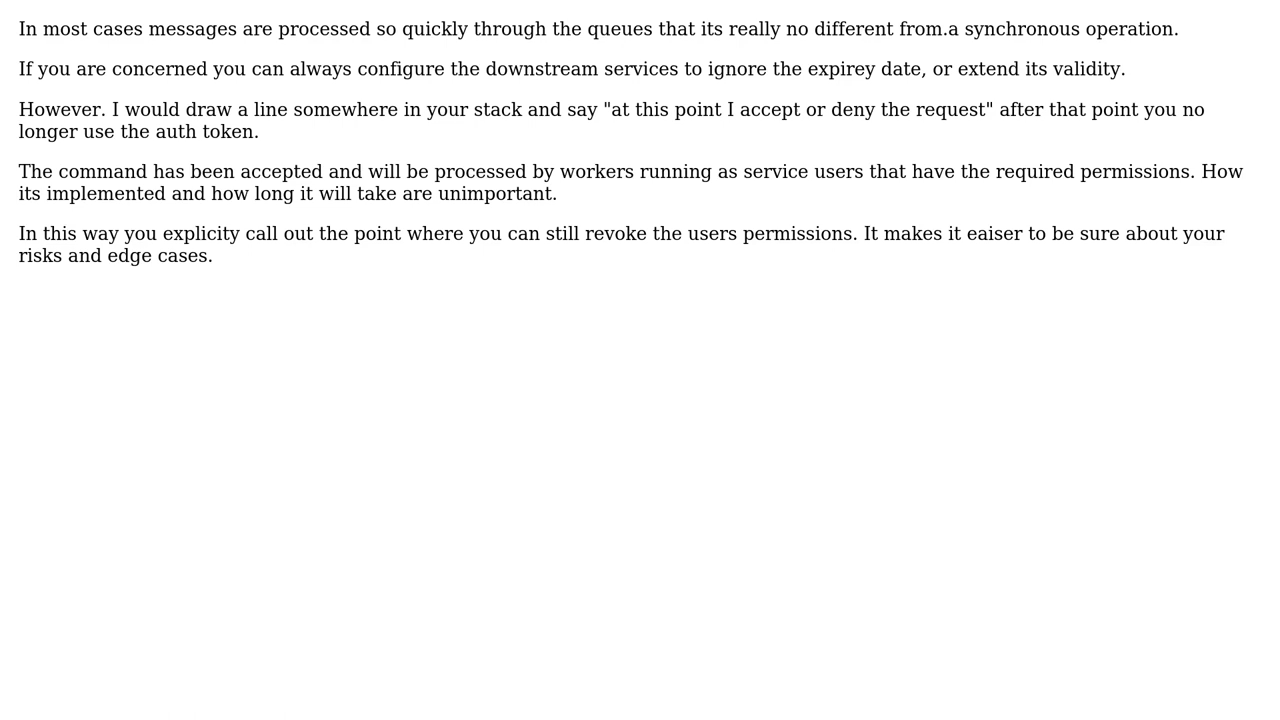 In most cases messages are processed so quickly through the queues that its really no different from.a synchronous operation.
If you are concerned you can always configure the downstream services to ignore the expirey date, or extend its validity.
However. I would draw a line somewhere in your stack and say "at this point I accept or deny the request" after that point you no
longer use the auth token.
The command has been accepted and will be processed by workers running as service users that have the required permissions. How
its implemented and how long it will take are unimportant.
In this way you explicity call out the point where you can still revoke the users permissions. It makes it eaiser to be sure about your
risks and edge cases.